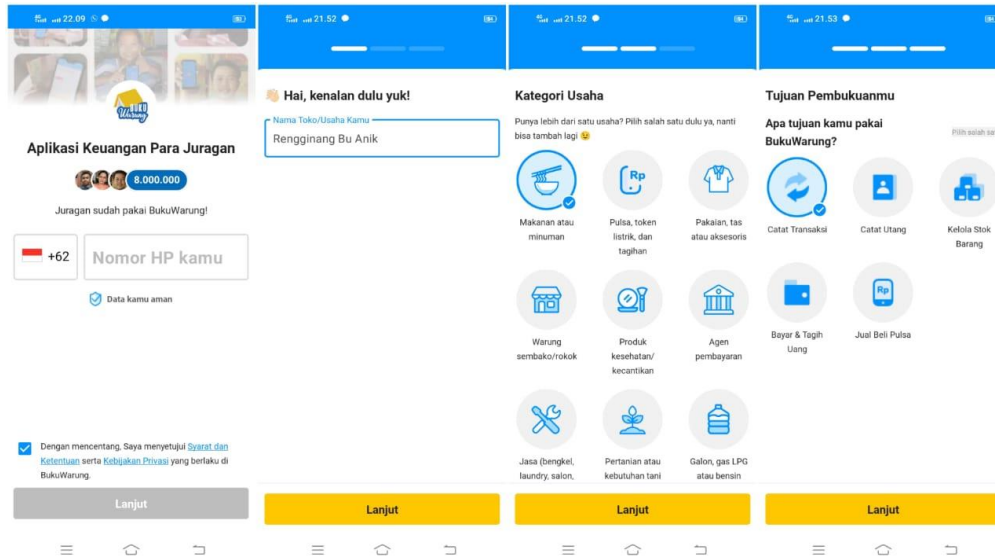 22.09
BUKU
Warung
Aplikasi Keuangan Para Juragan
8.000.000
Juragan sudah pakai BukuWarung!
+62
Nomor HP kamu
Data kamu aman
Dengan mencentang, Saya menyetujui Syarat dan
Ketentuan serta Kebijakan Privasi yang berlaku di
BukuWarung.
Lanjut
21.52
👋🏻 Hai, kenalan dulu yuk!
Nama Toko/Usaha Kamu
Rengginang Bu Anik
Lanjut
21.52
Kategori Usaha
Punya lebih dari satu usaha? Pilih salah satu dulu ya, nanti
bisa tambah lagi 😉
Rp
Makanan atau
minuman
Pulsa, token
listrik, dan
tagihan
Pakaian, tas
atau aksesoris
Warung
sembako/rokok
Produk
kesehatan/
kecantikan
Agen
pembayaran
Jasa (bengkel,
laundry, salon,
Pertanian atau
kebutuhan tani
Galon, gas LPG
atau bensin
Lanjut
21.53
Tujuan Pembukuanmu
Apa tujuan kamu pakai
BukuWarung?
Pilih salah
Catat Transaksi
Catat Utang
Kelola Stok
Barang
Rp
Bayar & Tagih
Uang
Jual Beli Pulsa
Lanjut